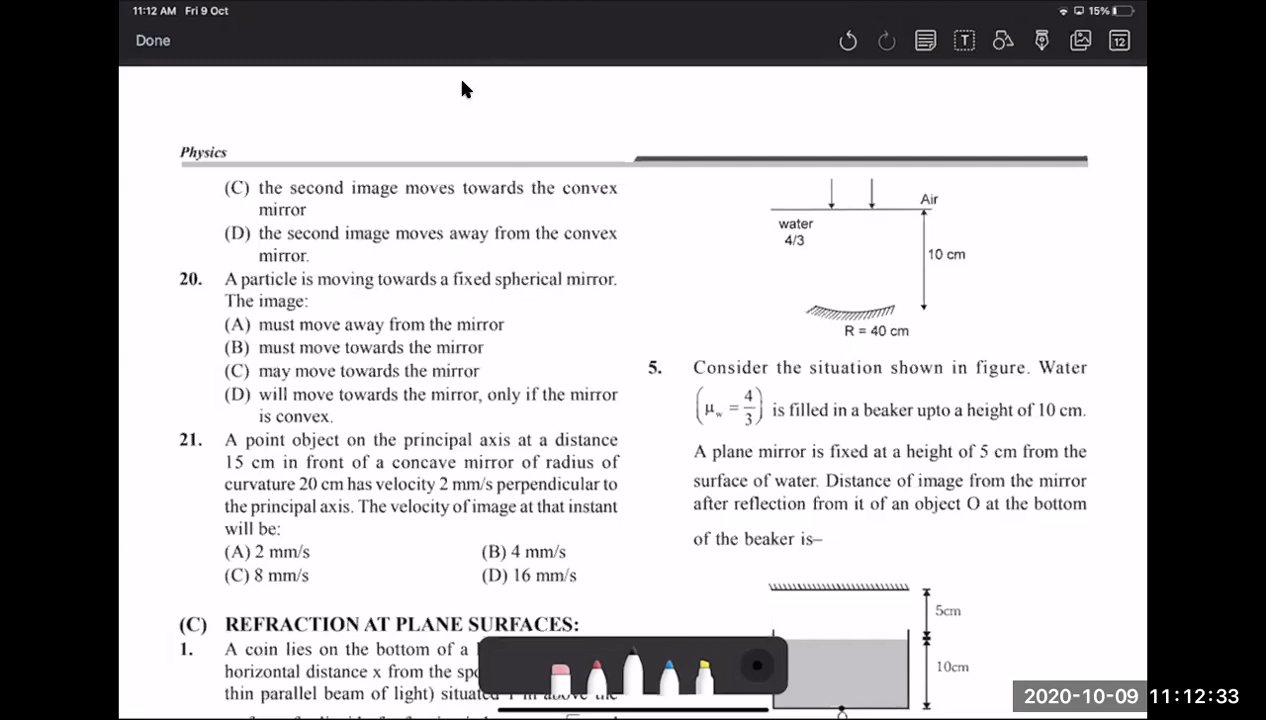 11:12 AM Fri 9 Oct
15%
Done
T
12
Physics
(C) the second image moves towards the convex
mirror
(D) the second image moves away from the convex
mirror.
20. A particle is moving towards a fixed spherical mirror.
The image:
(A) must move away from the mirror
(B) must move towards the mirror
(C) may move towards the mirror
(D) will move towards the mirror, only if the mirror
is convex.
21. A point object on the principal axis at a distance
15 cm in front of a concave mirror of radius of
curvature 20 cm has velocity 2 mm/s perpendicular to
the principal axis. The velocity of image at that instant
will be:
(A) 2 mm/s (B) 4 mm/s
(C) 8 mm/s (D) 16 mm/s
(C) REFRACTION AT PLANE SURFACES:
1. A coin lies on the bottom of a
horizontal distance x from the
thin parallel beam of light)
Air
water
4/3
10 cm
R = 40 cm
5. Consider the situation shown in figure. Water
(μw = 4/3) is filled in a beaker upto a height of 10 cm.
A plane mirror is fixed at a height of 5 cm from the
surface of water. Distance of image from the mirror
after reflection from it of an object O at the bottom
of the beaker is–
5cm
10cm
2020-10-09 11:12:33